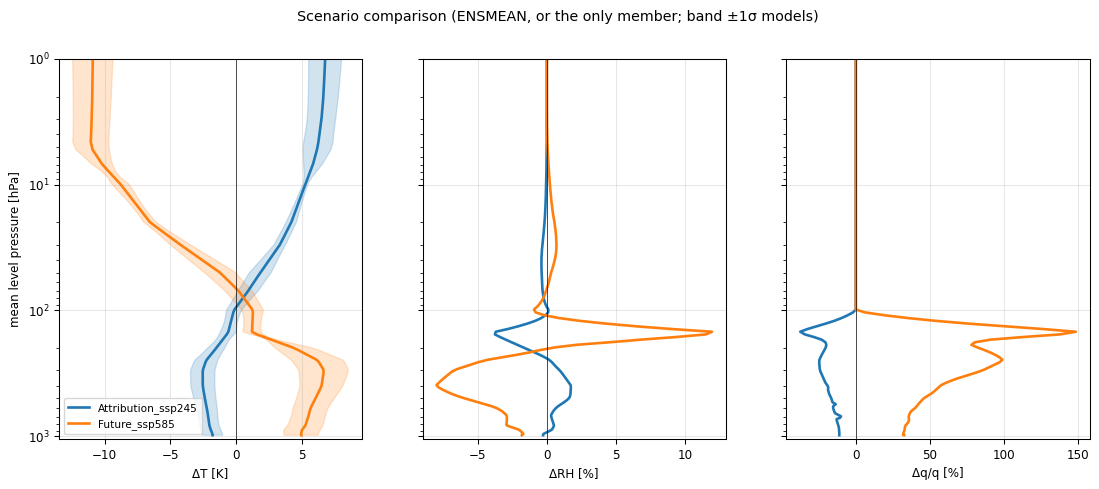 Scenario comparison (ENSMEAN, or the only member; band ±1σ models)
mean level pressure [hPa]
10⁰
10¹
10²
10³
Attribution_ssp245
Future_ssp585
−10 −5 0 5
ΔT [K]
−5 0 5 10
ΔRH [%]
0 50 100 150
Δq/q [%]